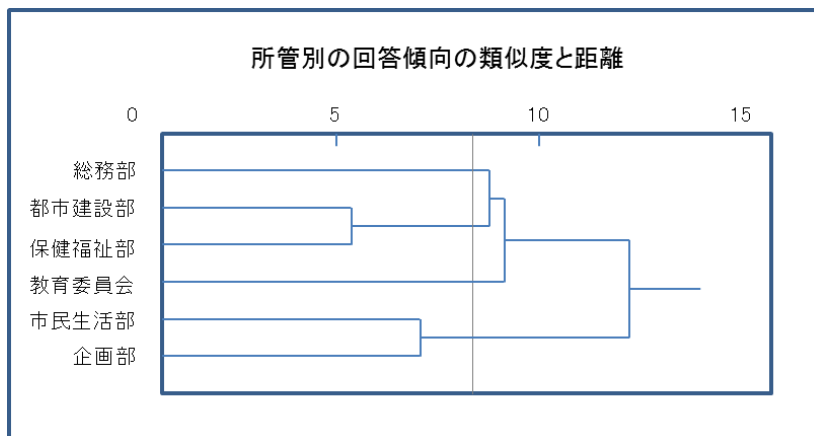 所管別の回答傾向の類似度と距離
0 5 10 15
総務部
都市建設部
保健福祉部
教育委員会
市民生活部
企画部